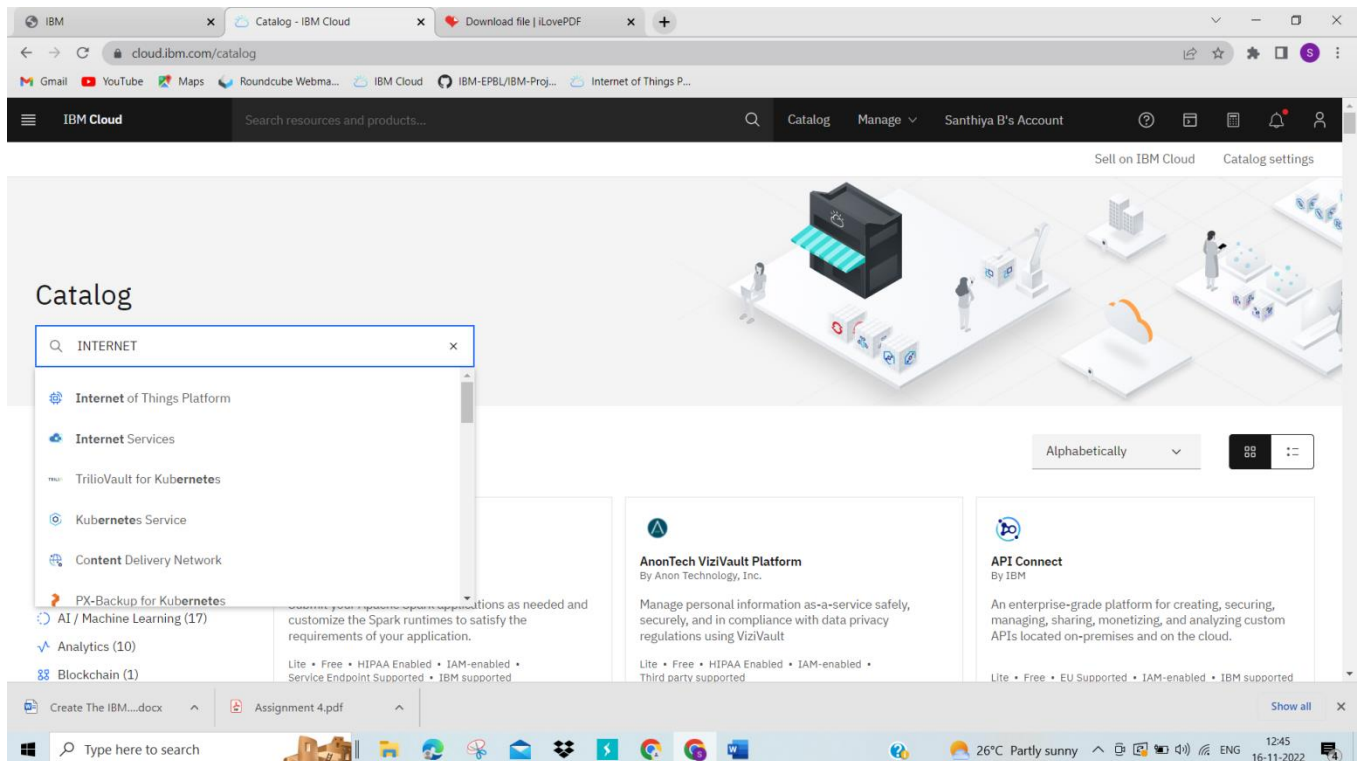 IBM
Catalog - IBM Cloud
Download file | iLovePDF
cloud.ibm.com/catalog
S
Gmail
YouTube
Maps
Roundcube Webma...
IBM Cloud
IBM-EPBL/IBM-Proj...
Internet of Things P...
IBM Cloud
Search resources and products...
Catalog
Manage
Santhiya B's Account
Sell on IBM Cloud
Catalog settings
Catalog
INTERNET
Internet of Things Platform
Internet Services
TrilioVault for Kubernetes
Kubernetes Service
Content Delivery Network
PX-Backup for Kubernetes
AI / Machine Learning (17)
Analytics (10)
Blockchain (1)
Alphabetically
Submit your Apache Spark applications as needed and
customize the Spark runtimes to satisfy the
requirements of your application.
Lite • Free • HIPAA Enabled • IAM-enabled •
Service Endpoint Supported • IBM supported
AnonTech ViziVault Platform
By Anon Technology, Inc.
Manage personal information as-a-service safely,
securely, and in compliance with data privacy
regulations using ViziVault
Lite • Free • HIPAA Enabled • IAM-enabled •
Third party supported
API Connect
By IBM
An enterprise-grade platform for creating, securing,
managing, sharing, monetizing, and analyzing custom
APIs located on-premises and on the cloud.
Lite • Free • EU Supported • IAM-enabled • IBM supported
Create The IBM....docx
Assignment 4.pdf
Show all
Type here to search
26°C Partly sunny
ENG
12:45
16-11-2022
4